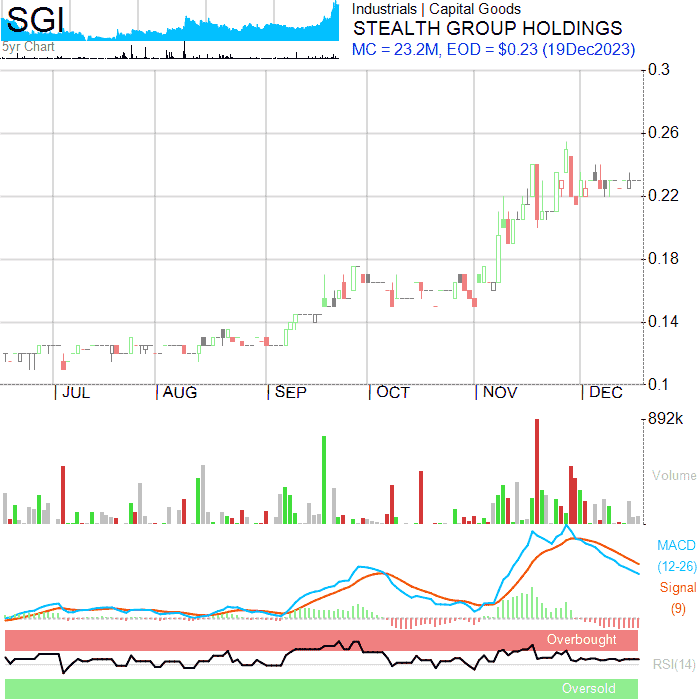 SGI
5yr Chart
Industrials | Capital Goods
STEALTH GROUP HOLDINGS
MC = 23.2M, EOD = $0.23 (19Dec2023)
0.3
0.26
0.22
0.18
0.14
0.1
JUL
AUG
SEP
OCT
NOV
DEC
892k
Volume
MACD
(12-26)
Signal
(9)
Overbought
RSI(14)
Oversold